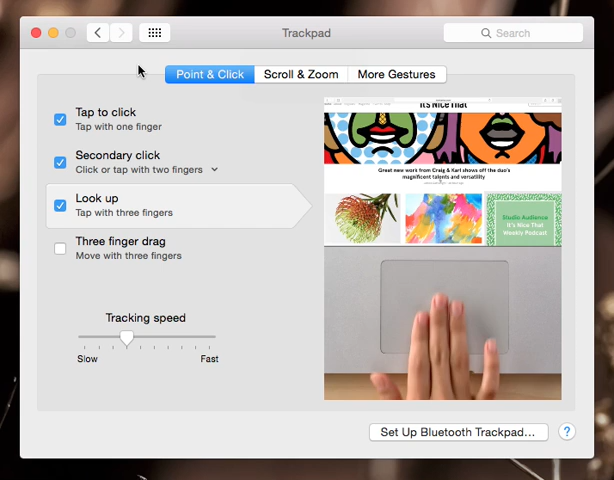 Trackpad
Search
Point & Click
Scroll & Zoom
More Gestures
Tap to click
Tap with one finger
Secondary click
Click or tap with two fingers
Look up
Tap with three fingers
Three finger drag
Move with three fingers
Tracking speed
Slow
Fast
It's Nice That
Great new work from Craig & Karl shows off the duo's
magnificent talents and versatility
Studio Audience
It's Nice That
Weekly Podcast
Set Up Bluetooth Trackpad...
?